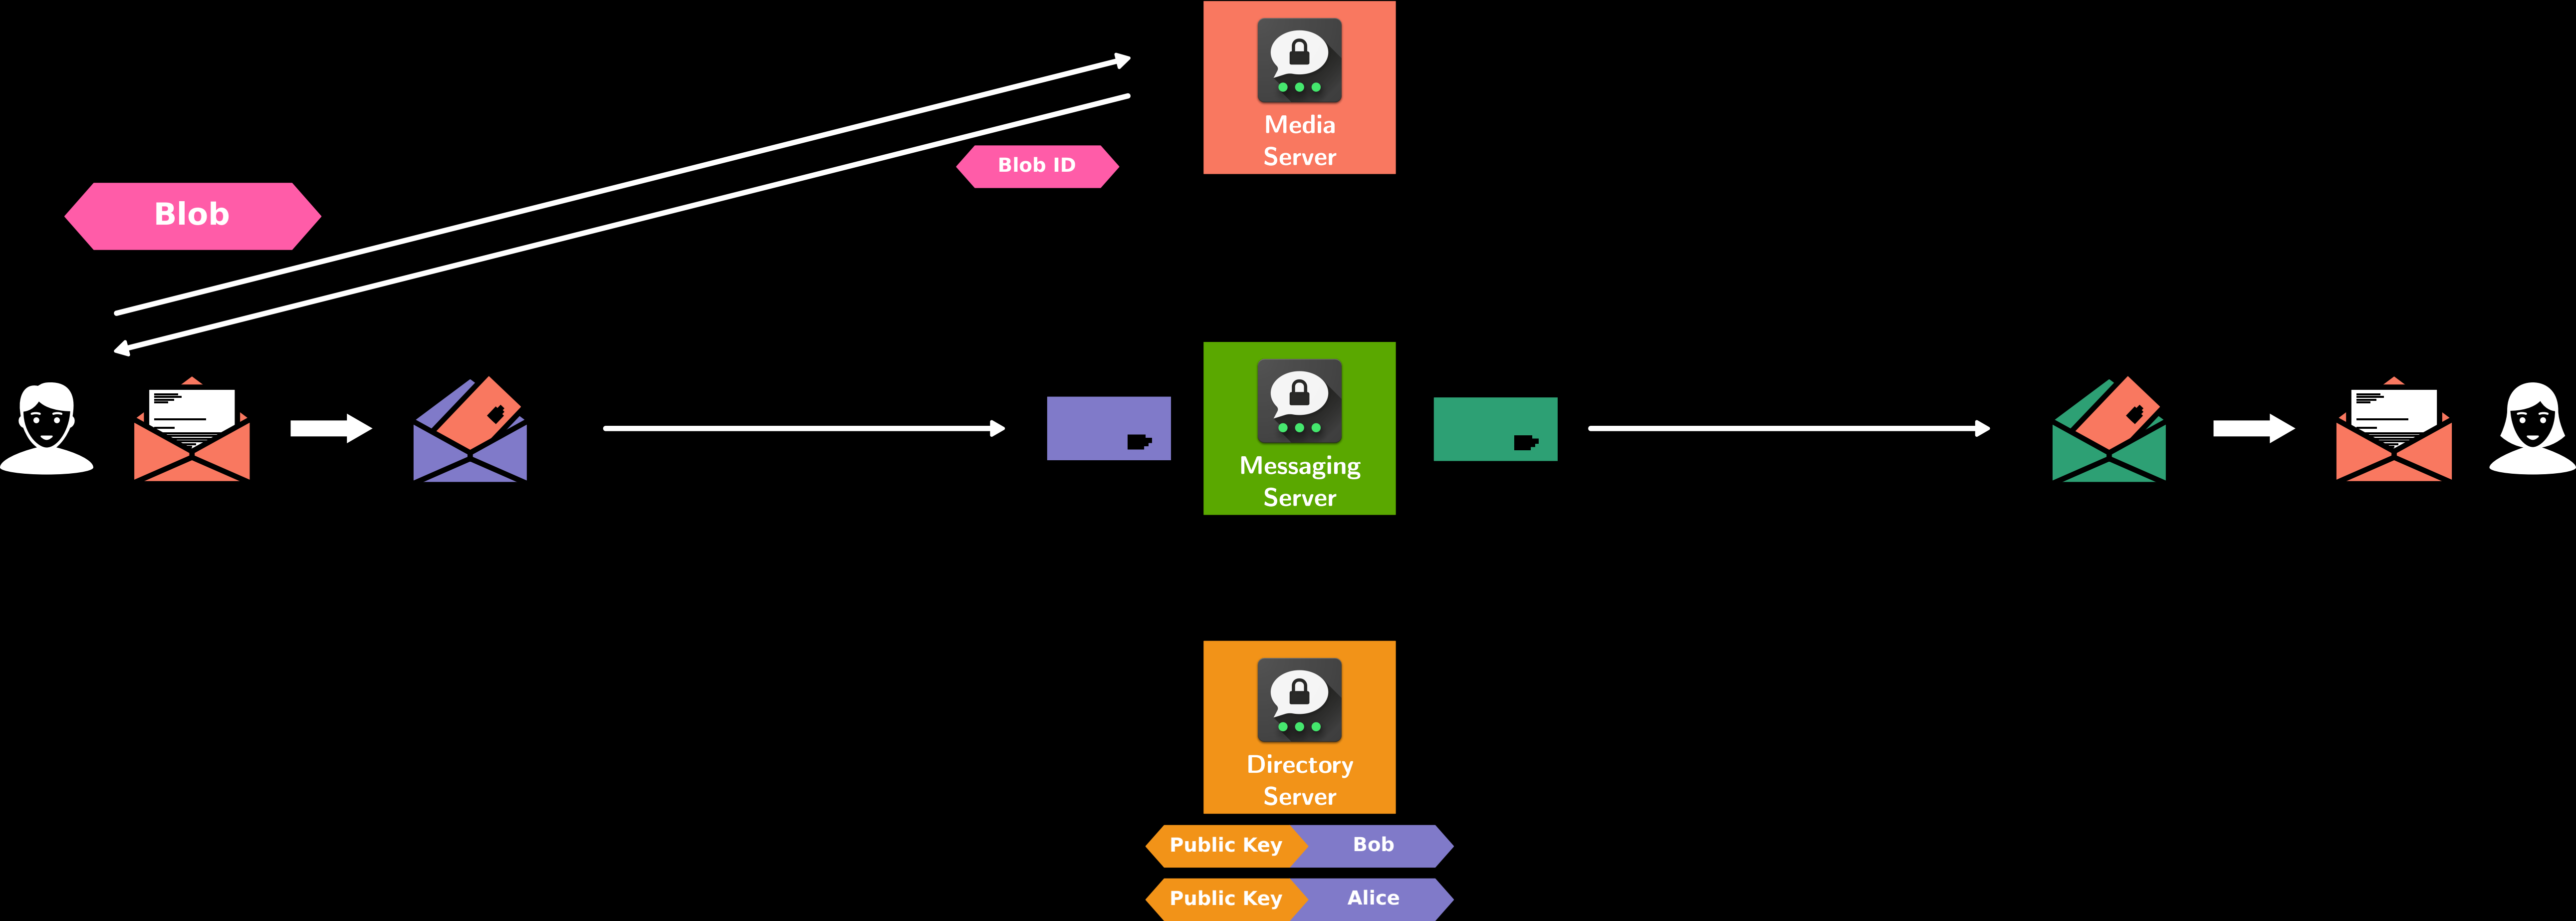 Media
Server
Blob ID
Blob
Messaging
Server
Directory
Server
Public Key Bob
Public Key Alice